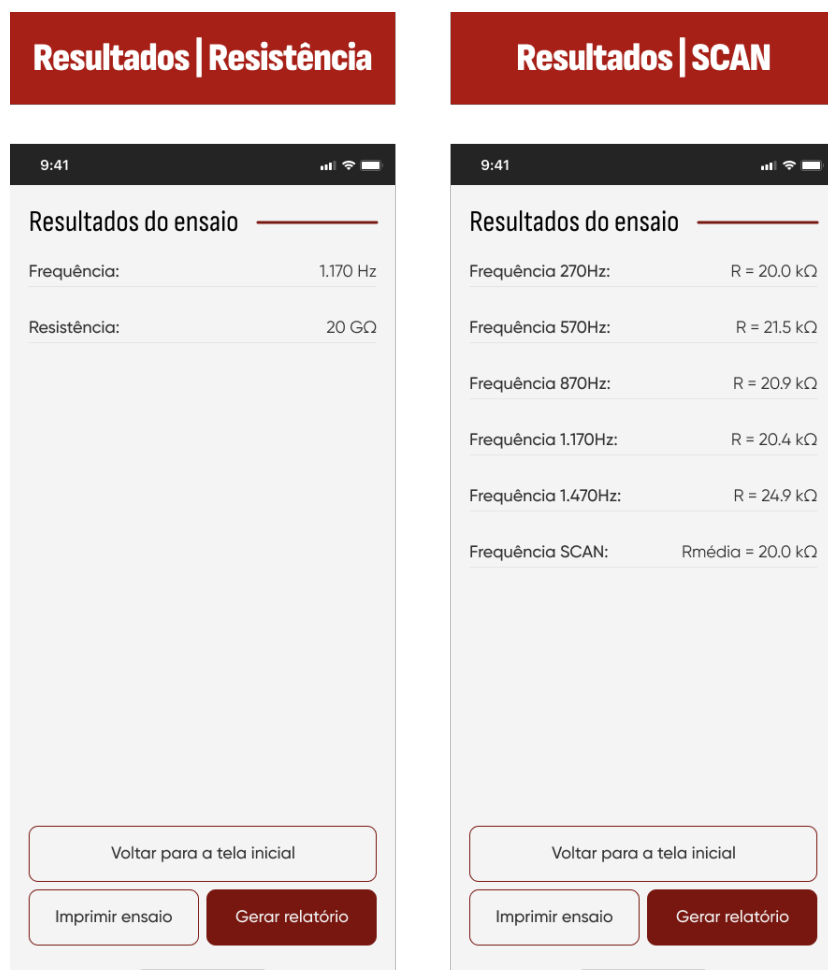 Resultados | Resistência
9:41
Resultados do ensaio
Frequência: 1.170 Hz
Resistência: 20 GΩ
Voltar para a tela inicial
Imprimir ensaio Gerar relatório
Resultados | SCAN
9:41
Resultados do ensaio
Frequência 270Hz: R = 20.0 kΩ
Frequência 570Hz: R = 21.5 kΩ
Frequência 870Hz: R = 20.9 kΩ
Frequência 1.170Hz: R = 20.4 kΩ
Frequência 1.470Hz: R = 24.9 kΩ
Frequência SCAN: Rmédia = 20.0 kΩ
Voltar para a tela inicial
Imprimir ensaio Gerar relatório